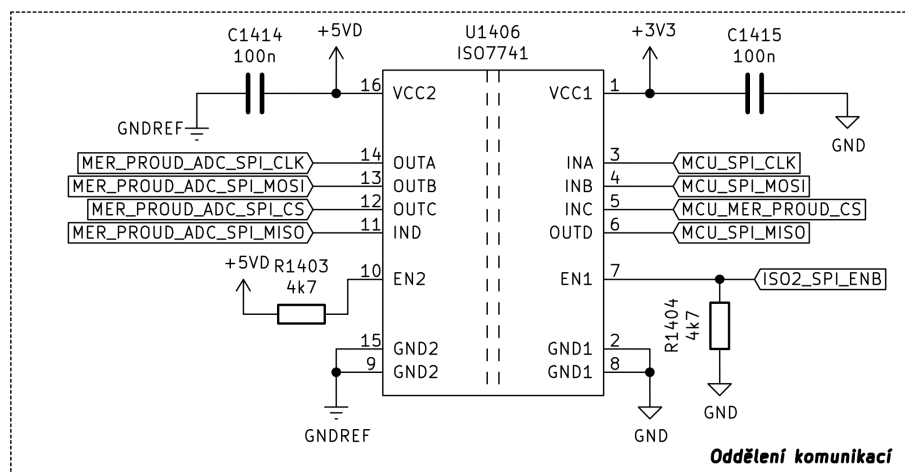 C1414
100n
+5VD
U1406
ISO7741
+3V3
C1415
100n
16 VCC2 VCC1 1
GNDREF
GND
MER_PROUD_ADC_SPI_CLK 14 OUTA INA 3 MCU_SPI_CLK
MER_PROUD_ADC_SPI_MOSI 13 OUTB INB 4 MCU_SPI_MOSI
MER_PROUD_ADC_SPI_CS 12 OUTC INC 5 MCU_MER_PROUD_CS
MER_PROUD_ADC_SPI_MISO 11 IND OUTD 6 MCU_SPI_MISO
+5VD
R1403
4k7
10 EN2 EN1 7 ISO2_SPI_ENB
R1404
4k7
15 GND2 GND1 2
9 GND2 GND1 8
GNDREF
GND
GND
Oddělení komunikací